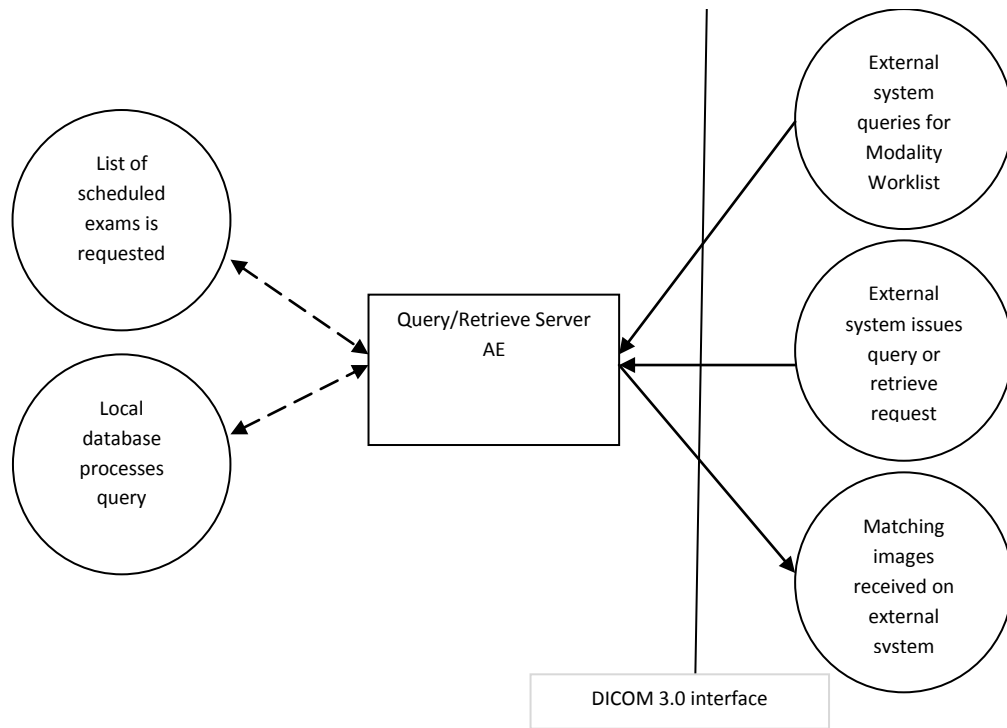 List of
scheduled
exams is
requested
Local
database
processes
query
Query/Retrieve Server
AE
External
system
queries for
Modality
Worklist
External
system issues
query or
retrieve
request
Matching
images
received on
external
system
DICOM 3.0 interface